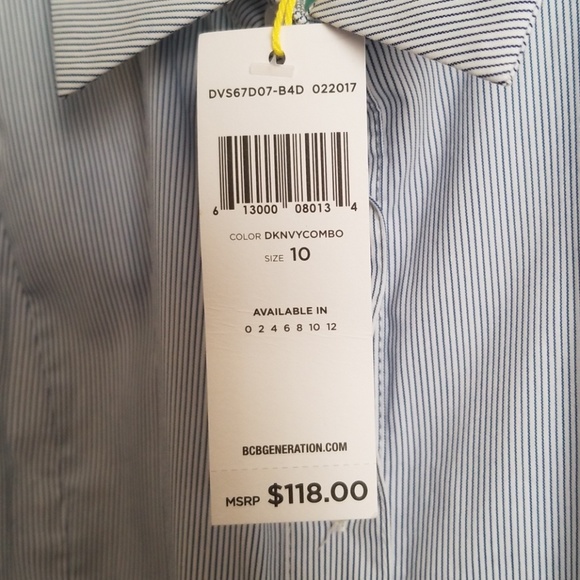 DVS67D07-B4D 022017
6 13000 08013 4
COLOR DKNVYCOMBO
SIZE 10
AVAILABLE IN
0 2 4 6 8 10 12
BCBGENERATION.COM
MSRP $118.00